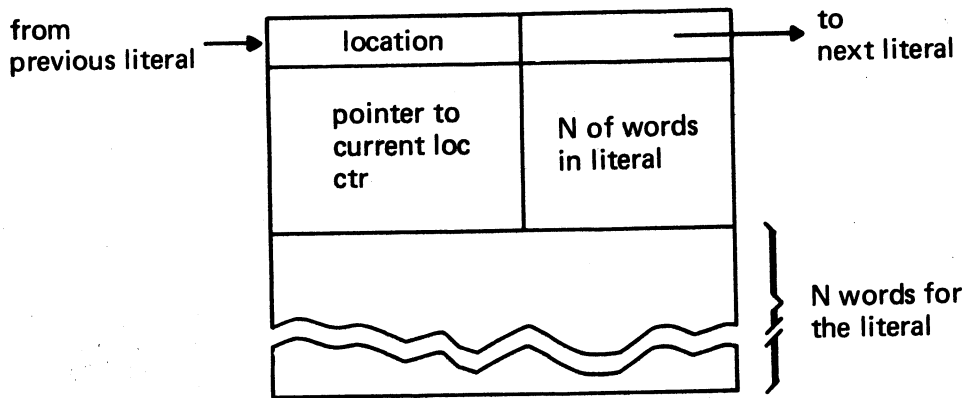 from
previous literal
location
to
next literal
pointer to
current loc
ctr
N of words
in literal
N words for
the literal